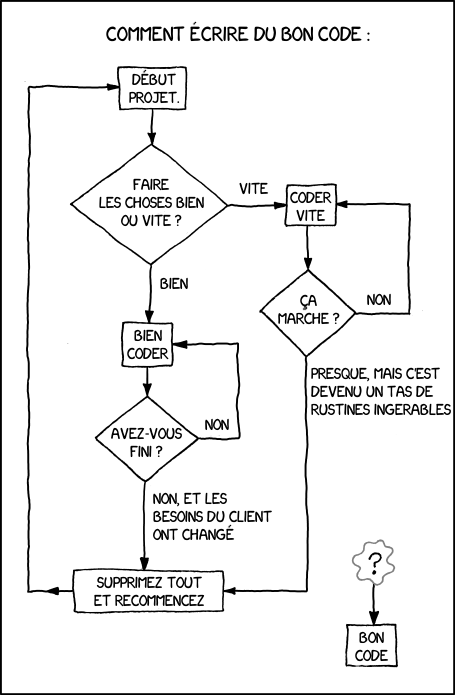 COMMENT ÉCRIRE DU BON CODE :
DÉBUT
PROJET.
FAIRE
LES CHOSES BIEN
OU VITE ?
VITE
CODER
VITE
BIEN
ÇA
MARCHE ?
NON
BIEN
CODER
PRESQUE, MAIS C'EST
DEVENU UN TAS DE
RUSTINES INGERABLES
AVEZ-VOUS
FINI ?
NON
NON, ET LES
BESOINS DU CLIENT
ONT CHANGÉ
SUPPRIMEZ TOUT
ET RECOMMENCEZ
?
BON
CODE